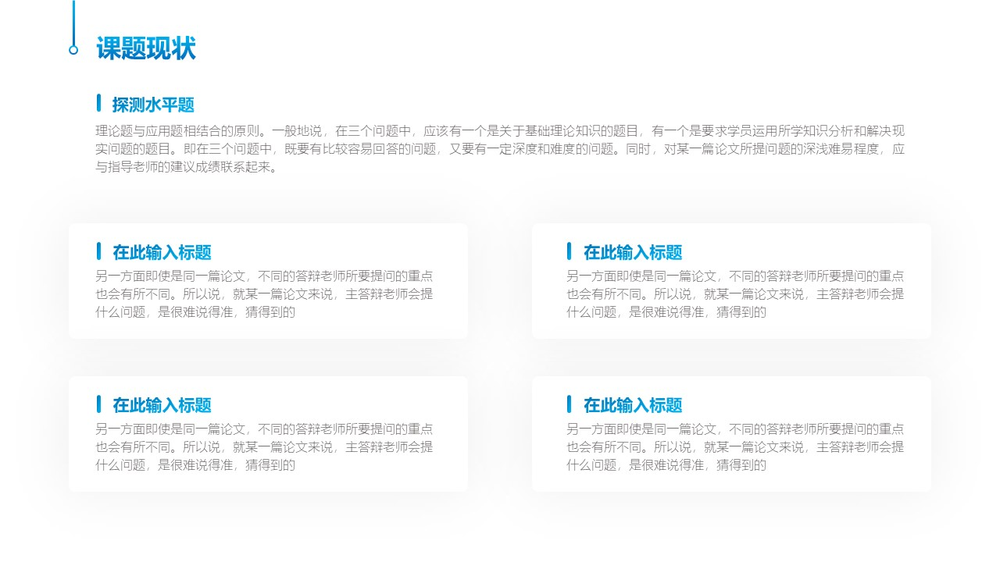 课题现状
探测水平题
理论题与应用题相结合的原则。一般地说，在三个问题中，应该有一个是关于基础理论知识的题目，有一个是要求学员运用所学知识分析和解决现
实问题的题目。即在三个问题中，既要有比较容易回答的问题，又要有一定深度和难度的问题。同时，对某一篇论文所提问题的深浅难易程度，应
与指导老师的建议成绩联系起来。
在此输入标题
另一方面即使是同一篇论文，不同的答辩老师所要提问的重点
也会有所不同。所以说，就某一篇论文来说，主答辩老师会提
什么问题，是很难说得准，猜得到的
在此输入标题
另一方面即使是同一篇论文，不同的答辩老师所要提问的重点
也会有所不同。所以说，就某一篇论文来说，主答辩老师会提
什么问题，是很难说得准，猜得到的
在此输入标题
另一方面即使是同一篇论文，不同的答辩老师所要提问的重点
也会有所不同。所以说，就某一篇论文来说，主答辩老师会提
什么问题，是很难说得准，猜得到的
在此输入标题
另一方面即使是同一篇论文，不同的答辩老师所要提问的重点
也会有所不同。所以说，就某一篇论文来说，主答辩老师会提
什么问题，是很难说得准，猜得到的